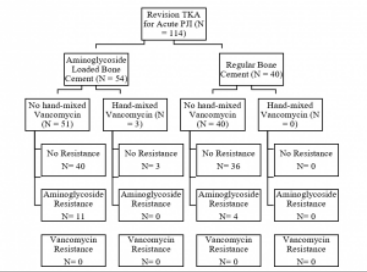 Revision TKA
for Acute PJI (N
= 114)
Aminoglycoside
Loaded Bone
Cement (N = 54)
Regular Bone
Cement (N = 40)
No hand-mixed
Vancomycin
(N = 51)
Hand-mixed
Vancomycin (N
= 3)
No hand-mixed
Vancomycin
(N = 40)
Hand-mixed
Vancomycin (N
= 0)
No Resistance
N= 40
No Resistance
N= 3
No Resistance
N= 36
No Resistance
N= 0
Aminoglycoside
Resistance
N= 11
Aminoglycoside
Resistance
N= 0
Aminoglycoside
Resistance
N= 4
Aminoglycoside
Resistance
N= 0
Vancomycin
Resistance
N= 0
Vancomycin
Resistance
N= 0
Vancomycin
Resistance
N= 0
Vancomycin
Resistance
N= 0